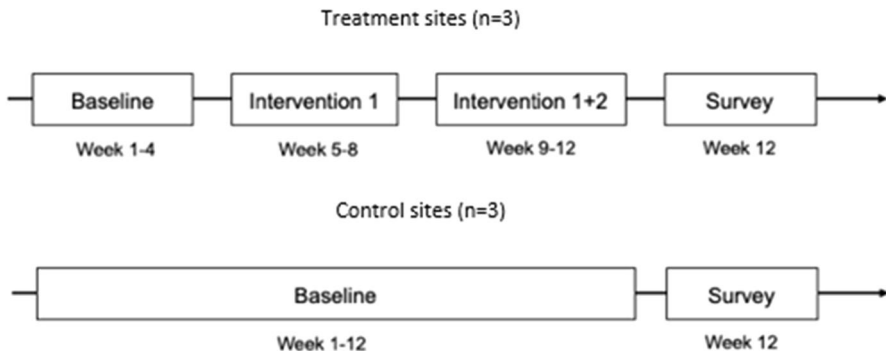 Treatment sites (n=3)
Baseline Intervention 1 Intervention 1+2 Survey
Week 1-4 Week 5-8 Week 9-12 Week 12
Control sites (n=3)
Baseline Survey
Week 1-12 Week 12